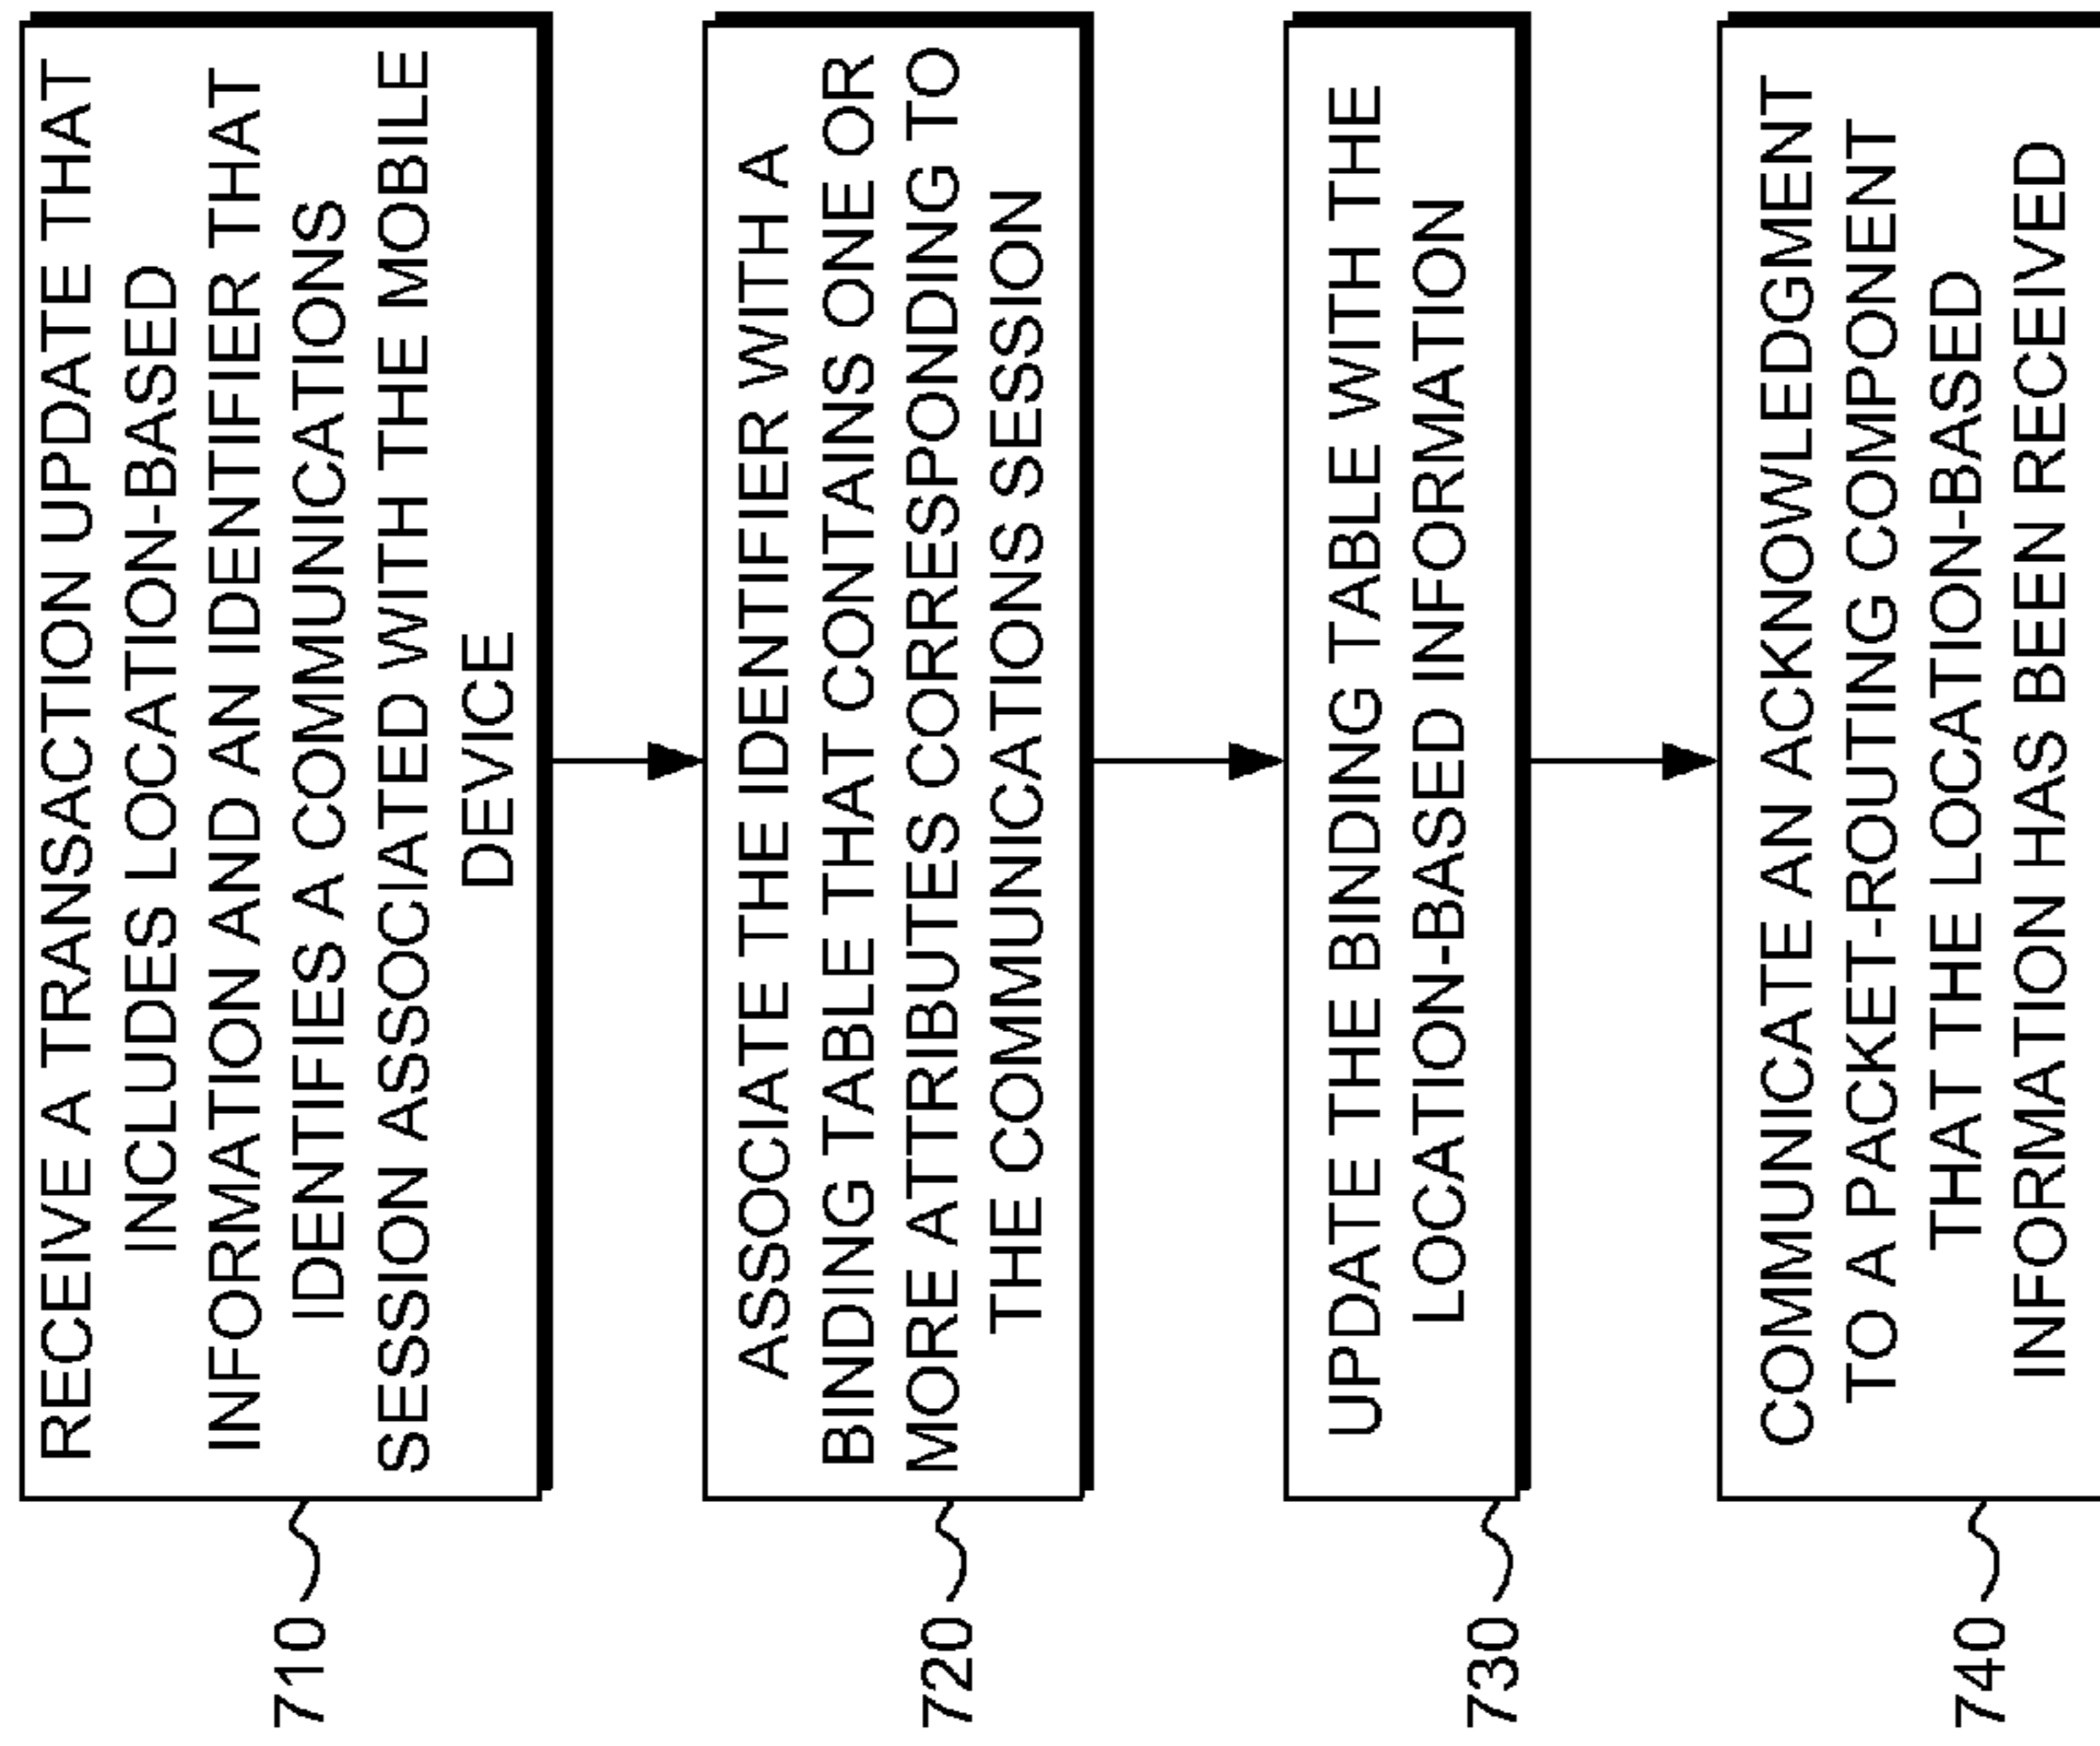 RECEIVE A TRANSACTION UPDATE THAT
INCLUDES LOCATION-BASED
INFORMATION AND AN IDENTIFIER THAT
IDENTIFIES A COMMUNICATIONS
SESSION ASSOCIATED WITH THE MOBILE
DEVICE
710
ASSOCIATE THE IDENTIFIER WITH A
BINDING TABLE THAT CONTAINS ONE OR
MORE ATTRIBUTES CORRESPONDING TO
THE COMMUNICATIONS SESSION
720
UPDATE THE BINDING TABLE WITH THE
LOCATION-BASED INFORMATION
730
COMMUNICATE AN ACKNOWLEDGMENT
TO A PACKET-ROUTING COMPONENT
THAT THE LOCATION-BASED
INFORMATION HAS BEEN RECEIVED
740